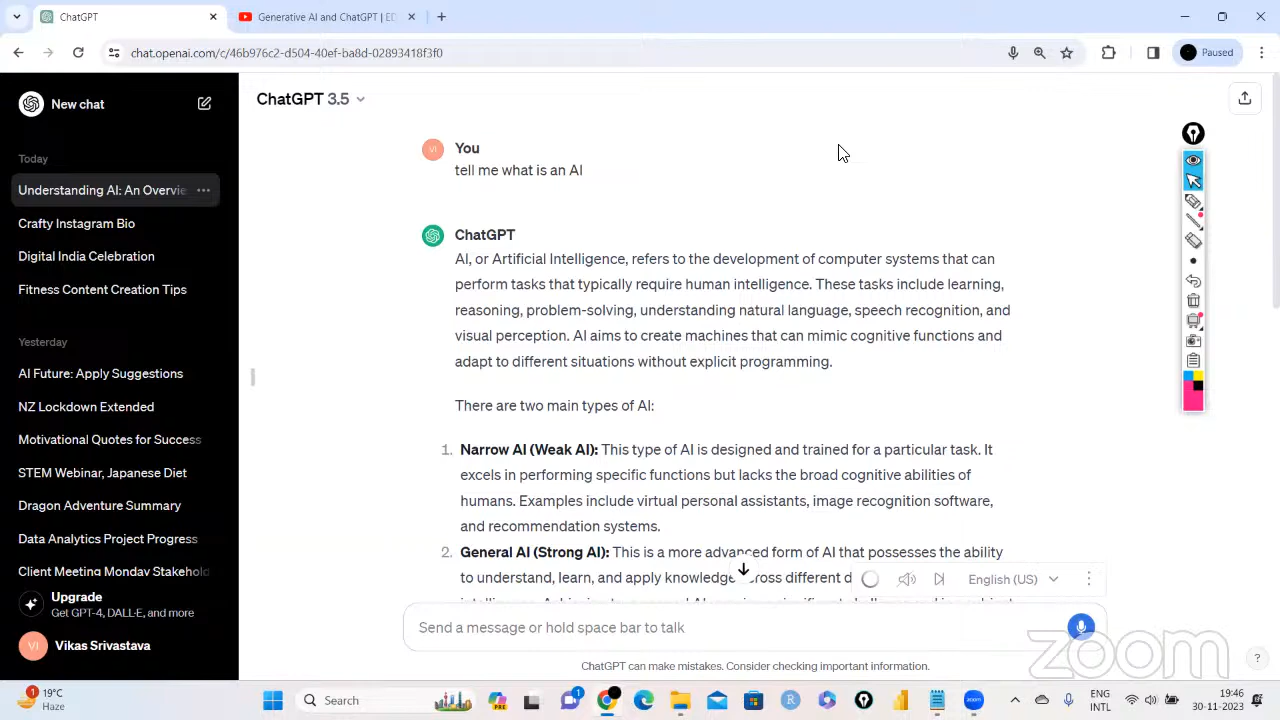 ChatGPT
Generative AI and ChatGPT | ED
chat.openai.com/c/46b976c2-d504-40ef-ba8d-02893418f3f0
Paused
New chat
Today
Understanding AI: An Overvie
Crafty Instagram Bio
Digital India Celebration
Fitness Content Creation Tips
Yesterday
AI Future: Apply Suggestions
NZ Lockdown Extended
Motivational Quotes for Success
STEM Webinar, Japanese Diet
Dragon Adventure Summary
Data Analytics Project Progress
Client Meeting Monday Stakehold
Upgrade
Get GPT-4, DALL-E, and more
VI
Vikas Srivastava
ChatGPT 3.5
VI
You
tell me what is an AI
ChatGPT
AI, or Artificial Intelligence, refers to the development of computer systems that can
perform tasks that typically require human intelligence. These tasks include learning,
reasoning, problem-solving, understanding natural language, speech recognition, and
visual perception. AI aims to create machines that can mimic cognitive functions and
adapt to different situations without explicit programming.
There are two main types of AI:
1. Narrow AI (Weak AI): This type of AI is designed and trained for a particular task. It
excels in performing specific functions but lacks the broad cognitive abilities of
humans. Examples include virtual personal assistants, image recognition software,
and recommendation systems.
2. General AI (Strong AI): This is a more advanced form of AI that possesses the ability
to understand, learn, and apply knowledge across different d
English (US)
Send a message or hold space bar to talk
ChatGPT can make mistakes. Consider checking important information.
?
zoom
1
19°C
Haze
Search
PRE
1
R
zoom
ENG
INTL
19:46
30-11-2023